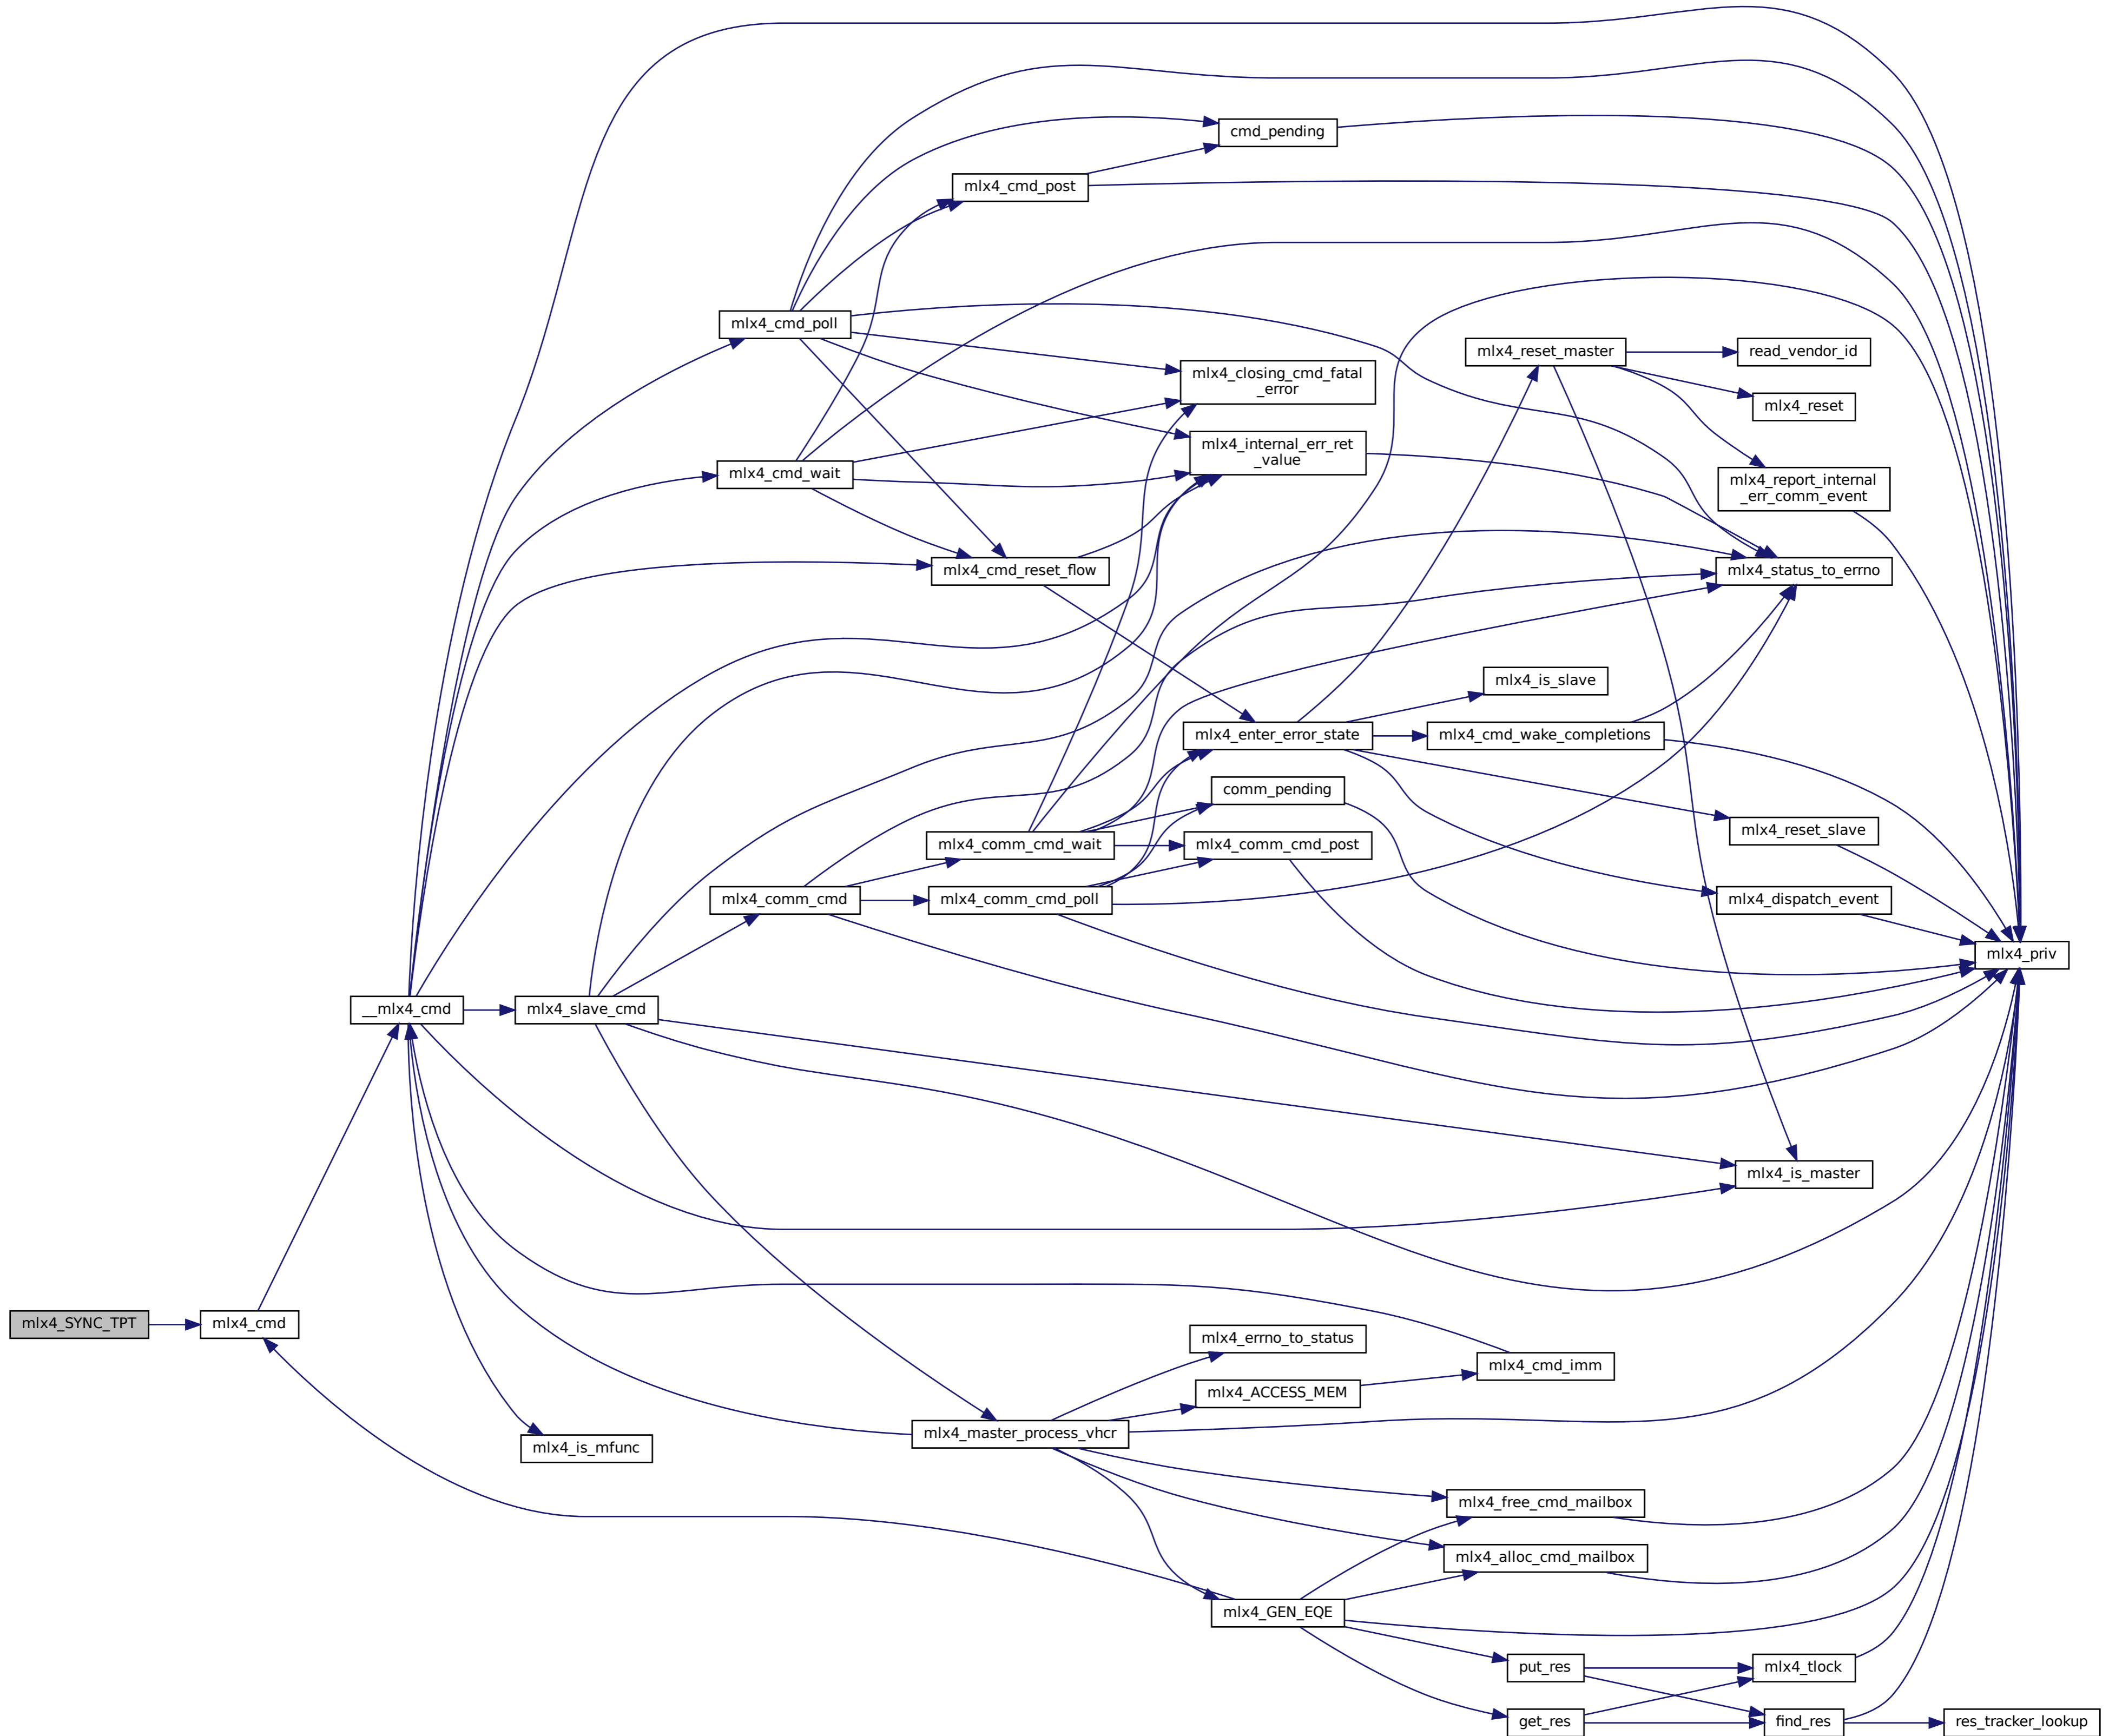 cmd_pending
mlx4_cmd_post
mlx4_cmd_poll
mlx4_reset_master
read_vendor_id
mlx4_closing_cmd_fatal
_error
mlx4_reset
mlx4_internal_err_ret
_value
mlx4_cmd_wait
mlx4_report_internal
_err_comm_event
mlx4_cmd_reset_flow
mlx4_status_to_errno
mlx4_is_slave
mlx4_enter_error_state
mlx4_cmd_wake_completions
comm_pending
mlx4_reset_slave
mlx4_comm_cmd_wait
mlx4_comm_cmd_post
mlx4_comm_cmd
mlx4_comm_cmd_poll
mlx4_dispatch_event
mlx4_priv
__mlx4_cmd
mlx4_slave_cmd
mlx4_is_master
mlx4_SYNC_TPT
mlx4_cmd
mlx4_errno_to_status
mlx4_cmd_imm
mlx4_ACCESS_MEM
mlx4_master_process_vhcr
mlx4_is_mfunc
mlx4_free_cmd_mailbox
mlx4_alloc_cmd_mailbox
mlx4_GEN_EQE
put_res
mlx4_tlock
get_res
find_res
res_tracker_lookup